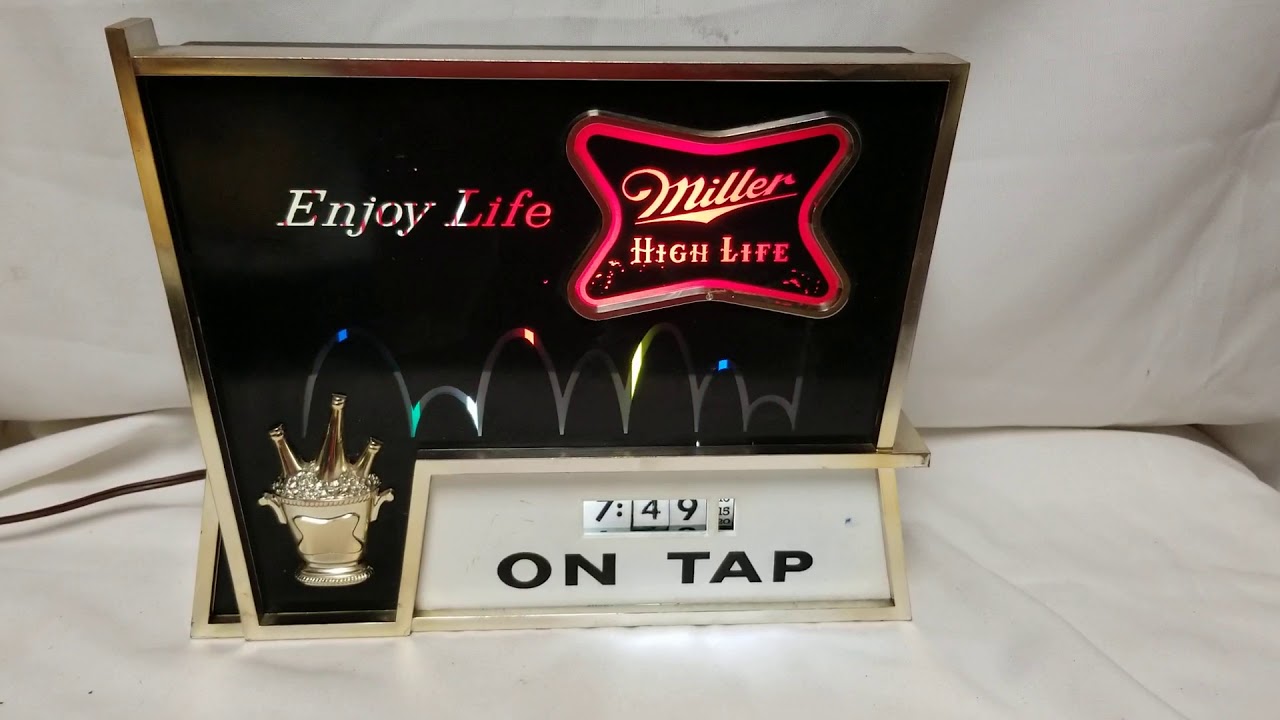 Enjoy Life
Miller
HIGH LIFE
7:49
15
ON TAP